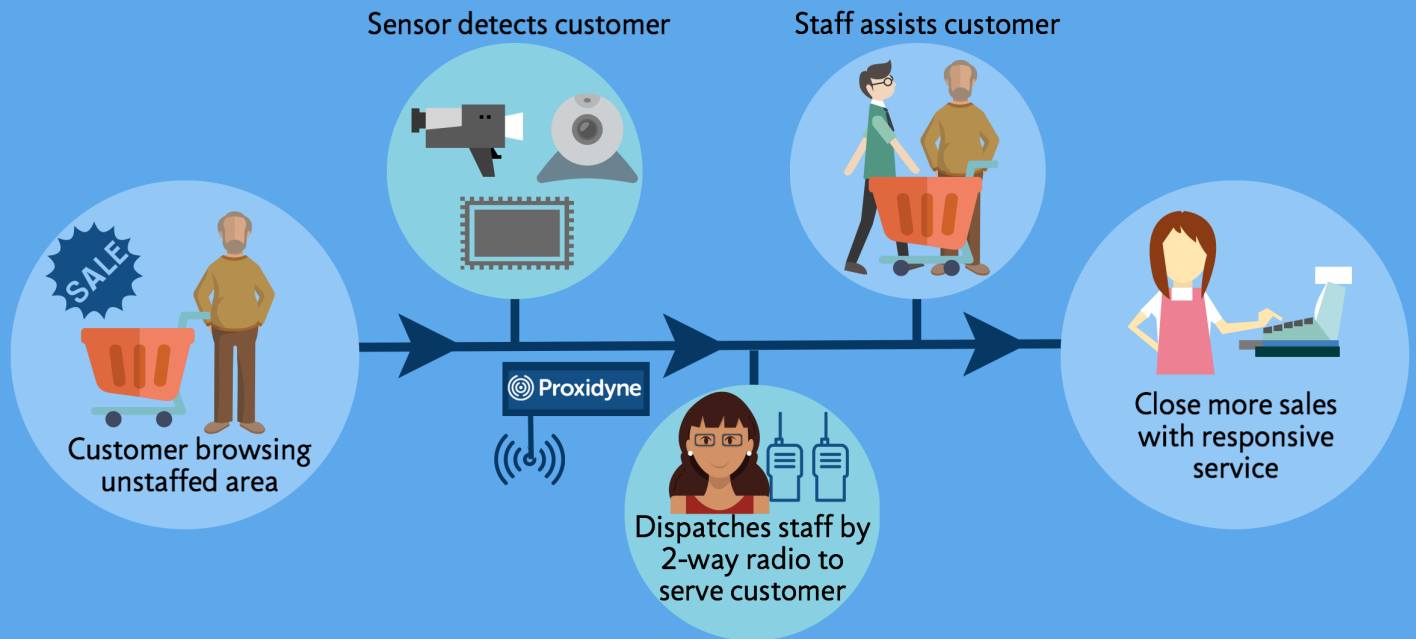 Sensor detects customer
Staff assists customer
SALE
Customer browsing
unstaffed area
Proxidyne
Dispatches staff by
2-way radio to
serve customer
Close more sales
with responsive
service